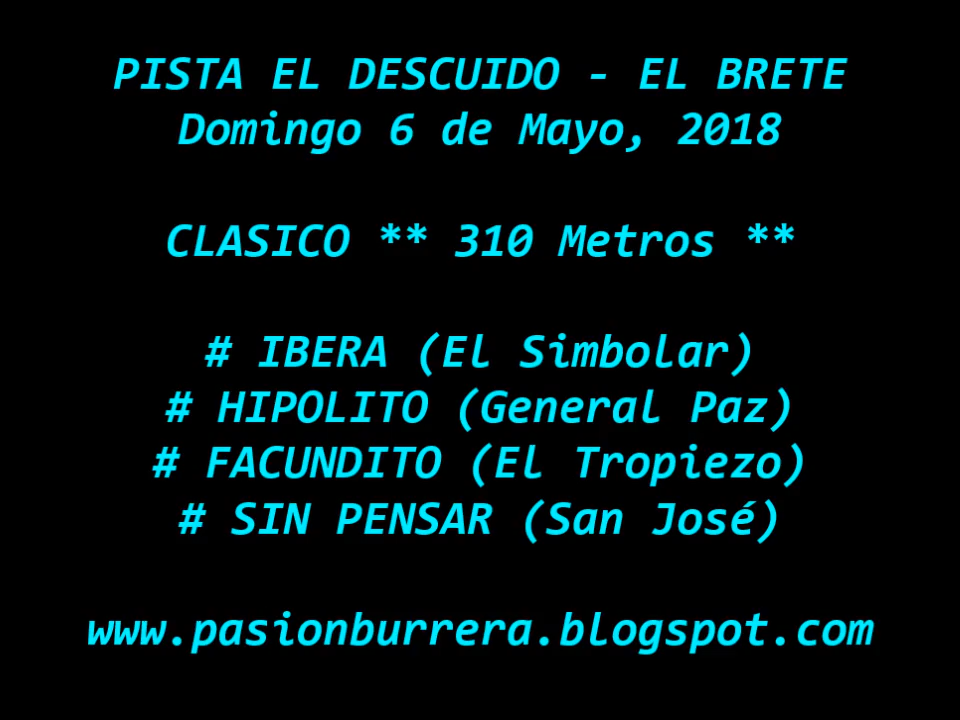 PISTA EL DESCUIDO - EL BRETE
Domingo 6 de Mayo, 2018
CLASICO ** 310 Metros **
# IBERA (El Simbolar)
# HIPOLITO (General Paz)
# FACUNDITO (El Tropiezo)
# SIN PENSAR (San José)
www.pasionburrera.blogspot.com